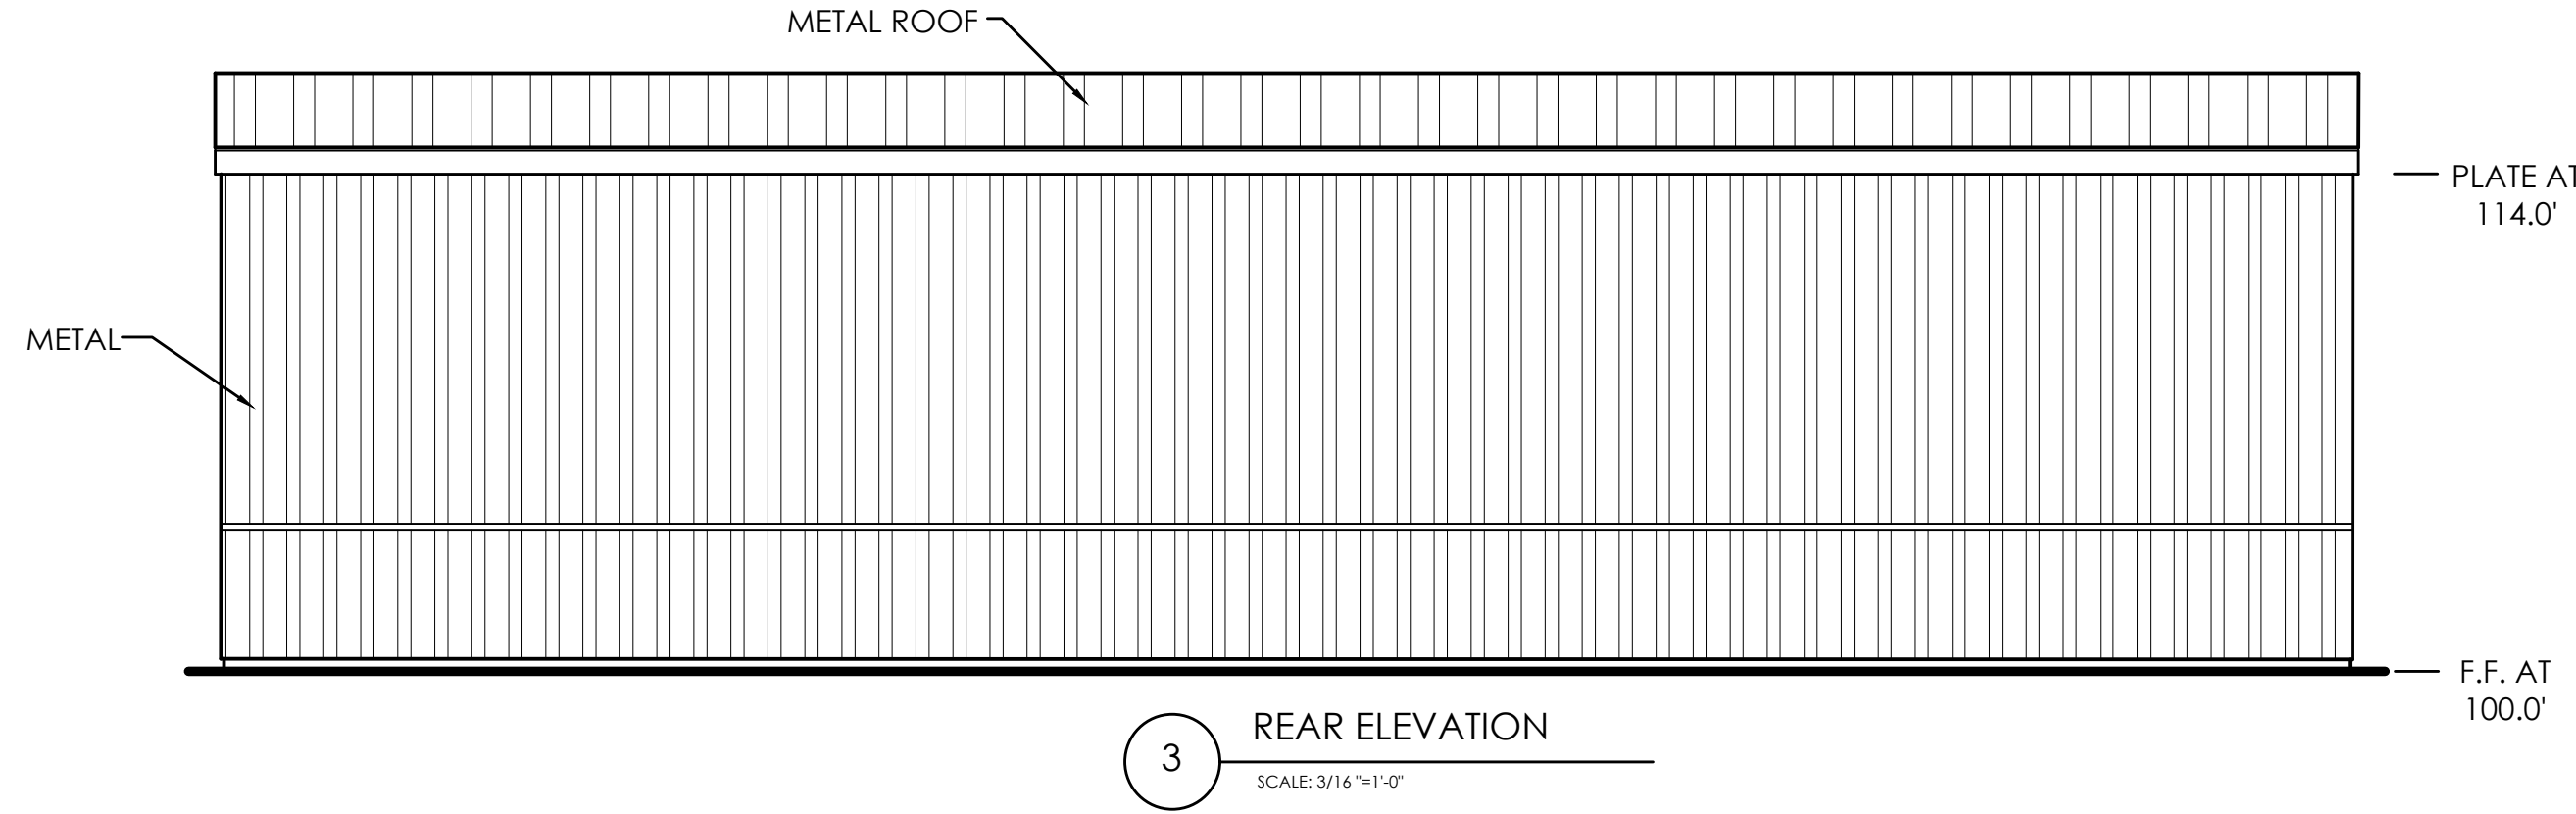 METAL ROOF
PLATE AT
114.0'
METAL
F.F. AT
100.0'
3
REAR ELEVATION
SCALE: 3/16 "=1'-0"